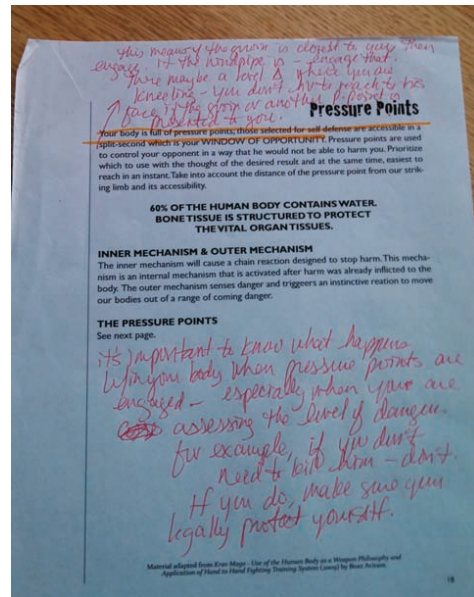 this means if the groin is closest to you then
engage. if the windpipe is – engage that.
There may be a level Δ where you are
kneeling – you don't hv to reach to his
face if the groin or another p-point is
presented to you.
Pressure Points
Your body is full of pressure points; those selected for self defense are accessible in a
split-second which is your WINDOW OF OPPORTUNITY. Pressure points are used
to control your opponent in a way that he would not be able to harm you. Prioritize
which to use with the thought of the desired result and at the same time, easiest to
reach in an instant. Take into account the distance of the pressure point from our strik-
ing limb and its accessibility.
60% OF THE HUMAN BODY CONTAINS WATER.
BONE TISSUE IS STRUCTURED TO PROTECT
THE VITAL ORGAN TISSUES.
INNER MECHANISM & OUTER MECHANISM
The inner mechanism will cause a chain reaction designed to stop harm. This mecha-
nism is an internal mechanism that is activated after harm was already inflicted to the
body. The outer mechanism senses danger and triggeers an instinctive reation to move
our bodies out of a range of coming danger.
THE PRESSURE POINTS
See next page.
it's important to know what happens
w/in your body when pressure points are
engaged – especially when you are
assessing the level of danger.
for example, if you don't
need to kill him – don't.
If you do, make sure you
legally protect yourself.
Material adapted from Krav Maga - Use of the Human Body as a Weapon Philosophy and
Application of Hand to Hand Fighting Training System (2009) by Boaz Aviram.